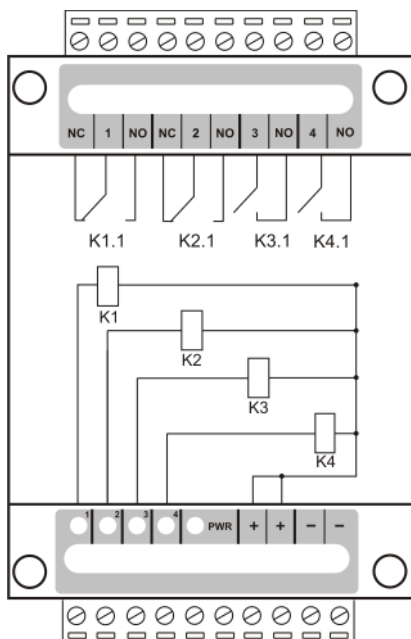 NC 1 NO NC 2 NO 3 NO 4 NO
K1.1 K2.1 K3.1 K4.1
K1
K2
K3
K4
1 2 3 4 PWR + + − −